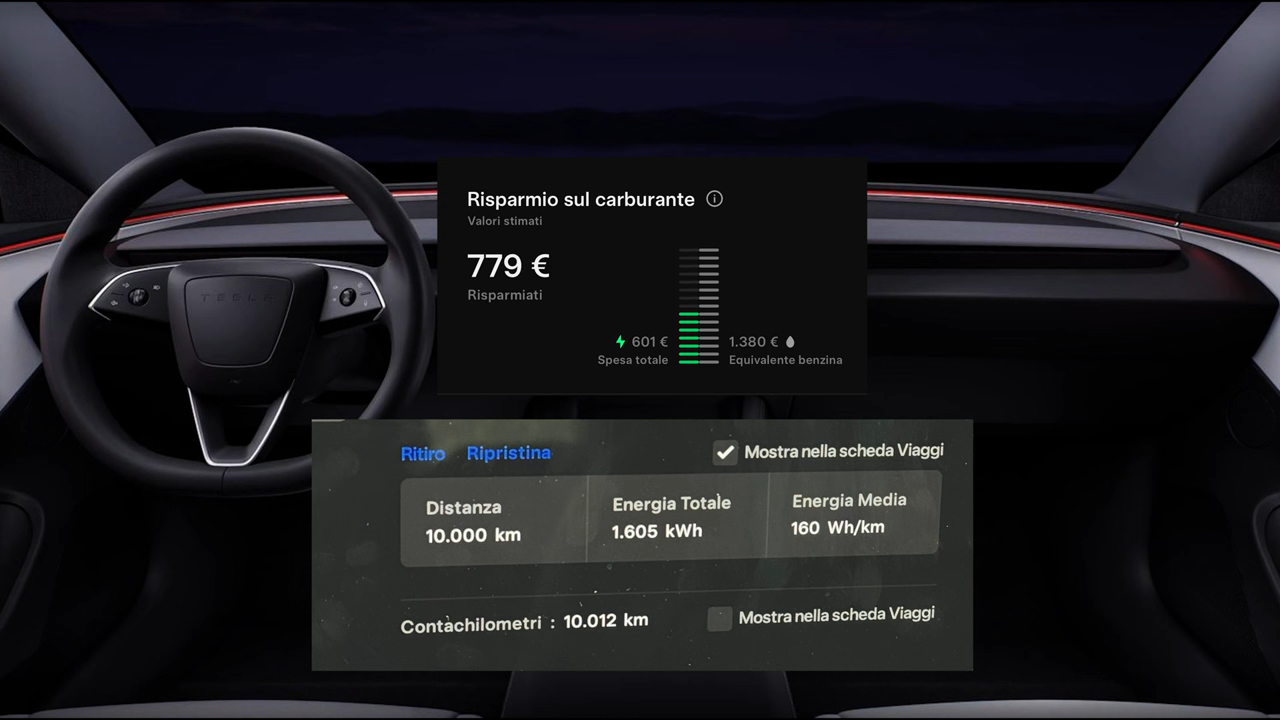 TESLA
Risparmio sul carburante
Valori stimati
779 €
Risparmiati
601 €
Spesa totale
1.380 €
Equivalente benzina
Ritiro Ripristina
Mostra nella scheda Viaggi
Distanza
10.000 km
Energia Totale
1.605 kWh
Energia Media
160 Wh/km
Contachilometri : 10.012 km
Mostra nella scheda Viaggi